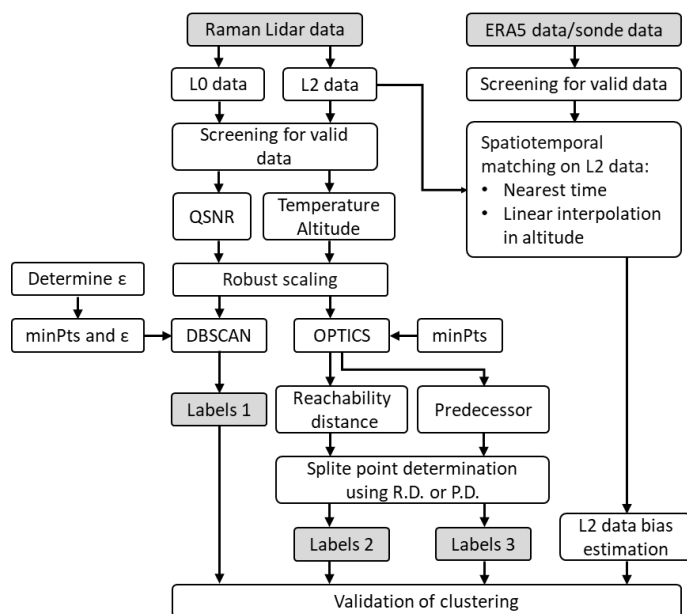 Raman Lidar data
ERA5 data/sonde data
L0 data
L2 data
Screening for valid data
Screening for valid
data
Spatiotemporal
matching on L2 data:
• Nearest time
• Linear interpolation
in altitude
QSNR
Temperature
Altitude
Determine ε
Robust scaling
minPts and ε
DBSCAN
OPTICS
minPts
Labels 1
Reachability
distance
Predecessor
Splite point determination
using R.D. or P.D.
L2 data bias
estimation
Labels 2
Labels 3
Validation of clustering